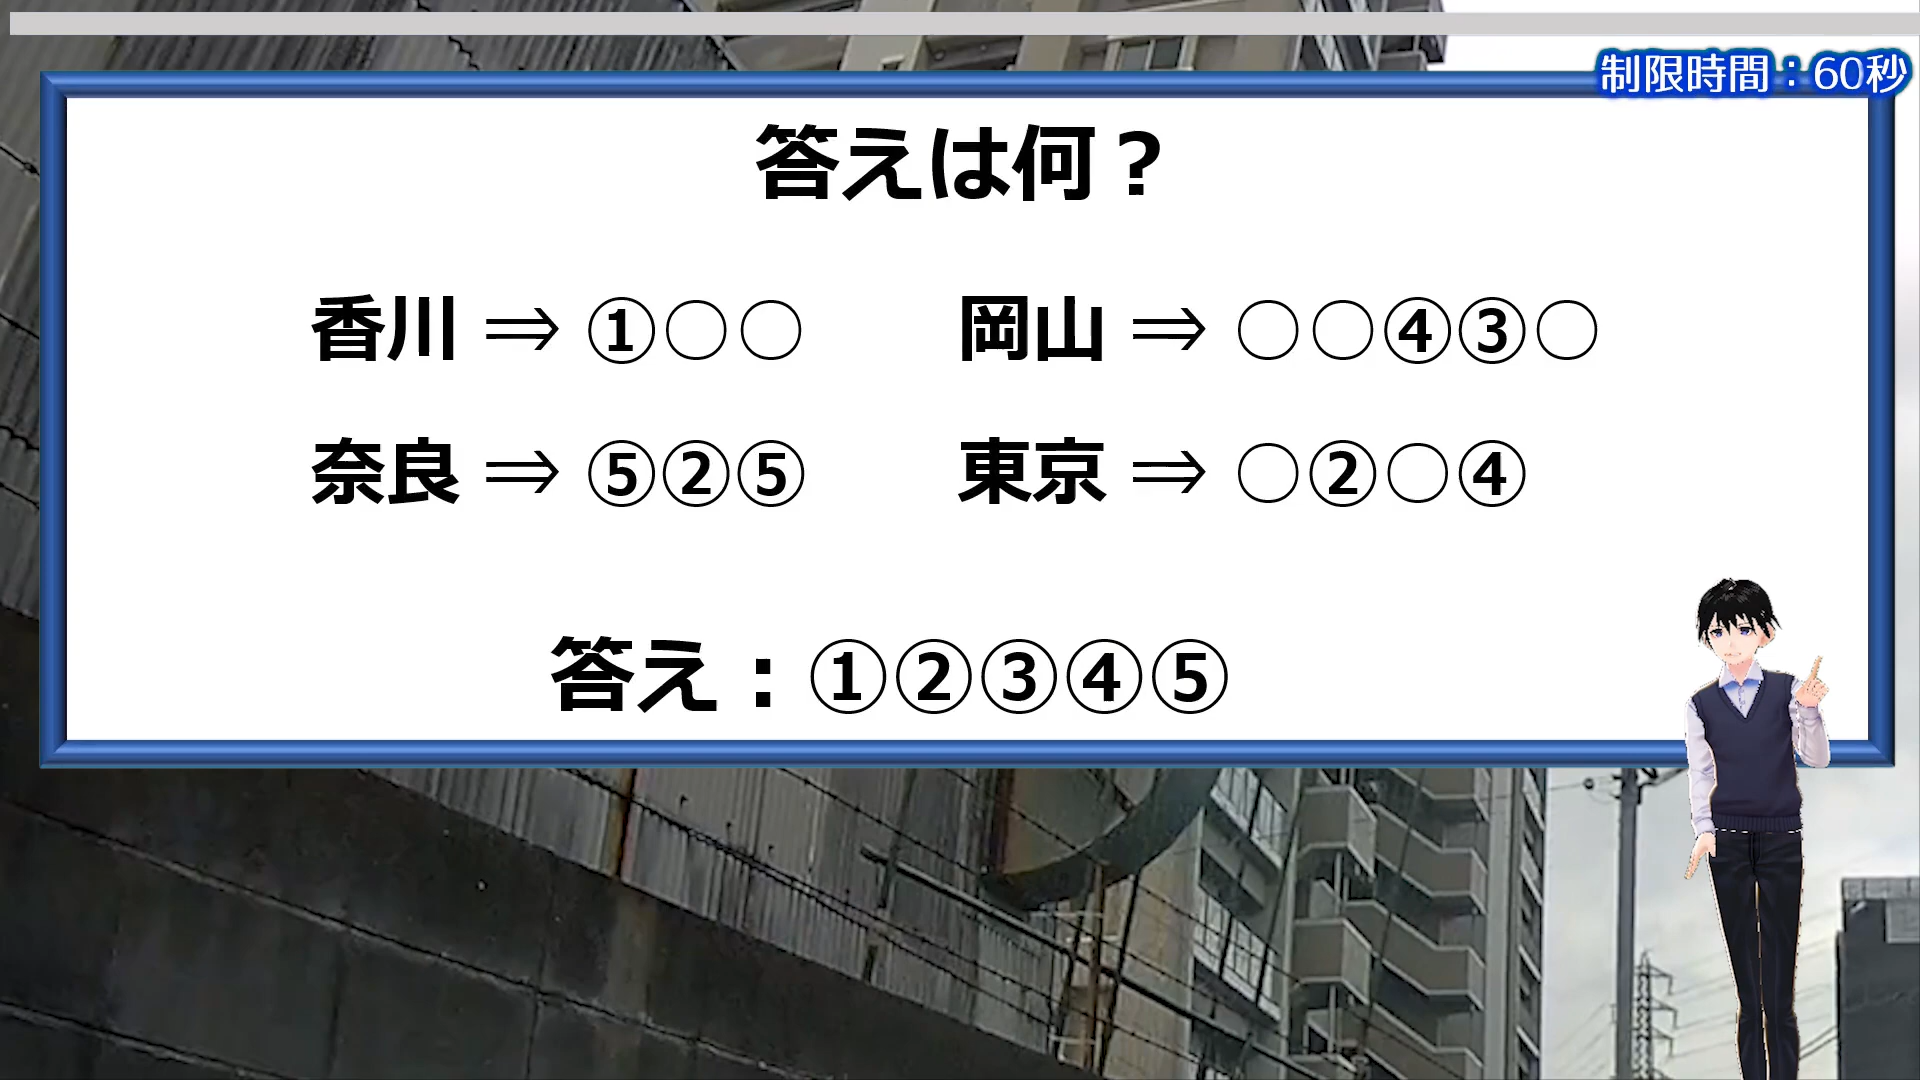 制限時間：60秒
答えは何？
香川 ⇒ ①○○
岡山 ⇒ ○○④③○
奈良 ⇒ ⑤②⑤
東京 ⇒ ○②○④
答え：①②③④⑤